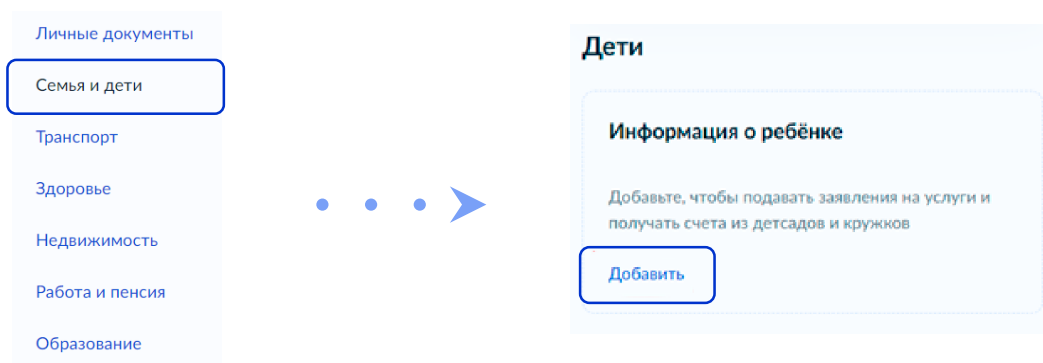 Личные документы
Семья и дети
Транспорт
Здоровье
Недвижимость
Работа и пенсия
Образование
Дети
Информация о ребёнке
Добавьте, чтобы подавать заявления на услуги и
получать счета из детсадов и кружков
Добавить